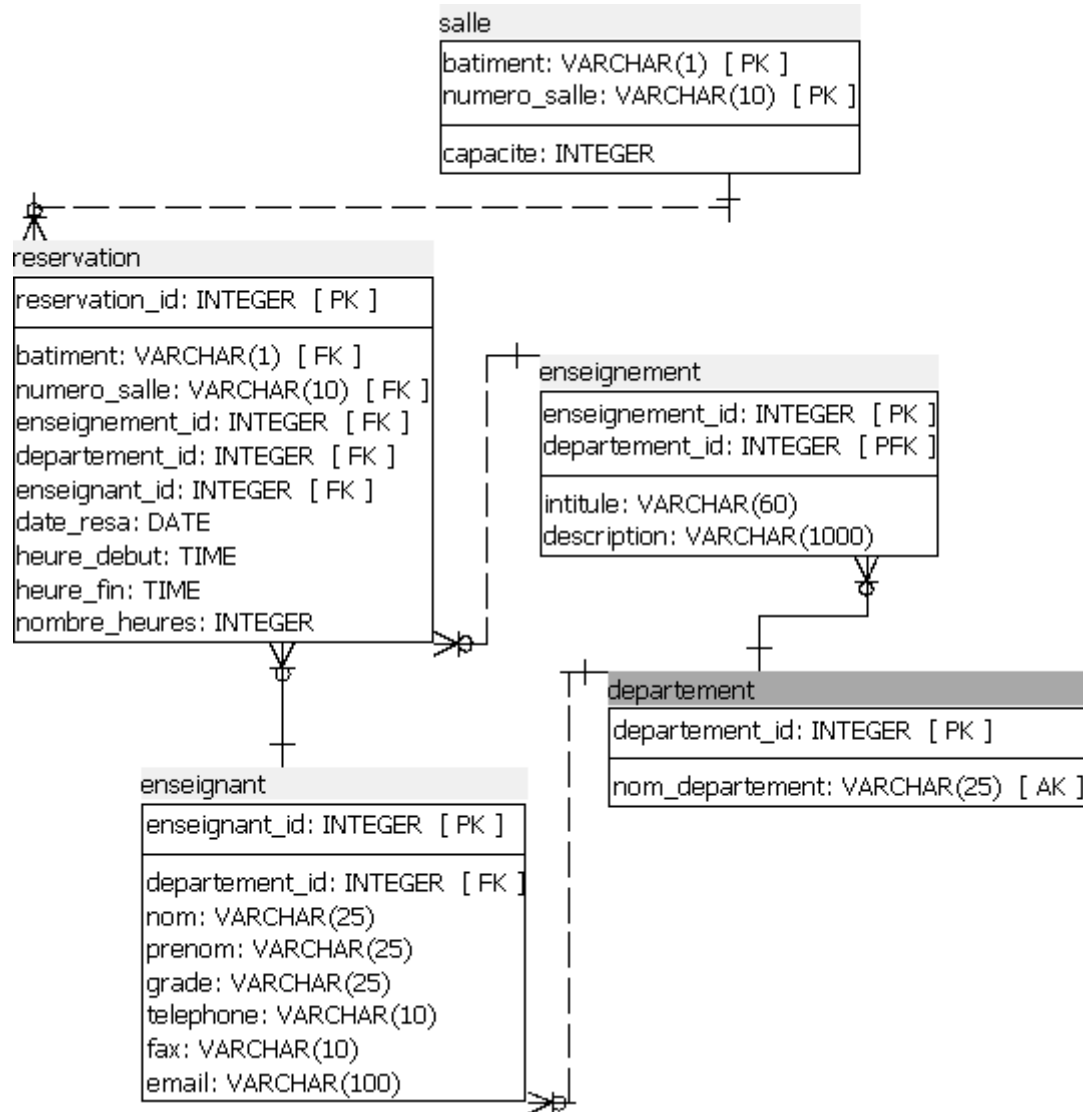 salle
batiment: VARCHAR(1) [ PK ]
numero_salle: VARCHAR(10) [ PK ]
capacite: INTEGER
reservation
reservation_id: INTEGER [ PK ]
batiment: VARCHAR(1) [ FK ]
numero_salle: VARCHAR(10) [ FK ]
enseignement_id: INTEGER [ FK ]
departement_id: INTEGER [ FK ]
enseignant_id: INTEGER [ FK ]
date_resa: DATE
heure_debut: TIME
heure_fin: TIME
nombre_heures: INTEGER
enseignement
enseignement_id: INTEGER [ PK ]
departement_id: INTEGER [ PFK ]
intitule: VARCHAR(60)
description: VARCHAR(1000)
departement
departement_id: INTEGER [ PK ]
nom_departement: VARCHAR(25) [ AK ]
enseignant
enseignant_id: INTEGER [ PK ]
departement_id: INTEGER [ FK ]
nom: VARCHAR(25)
prenom: VARCHAR(25)
grade: VARCHAR(25)
telephone: VARCHAR(10)
fax: VARCHAR(10)
email: VARCHAR(100)